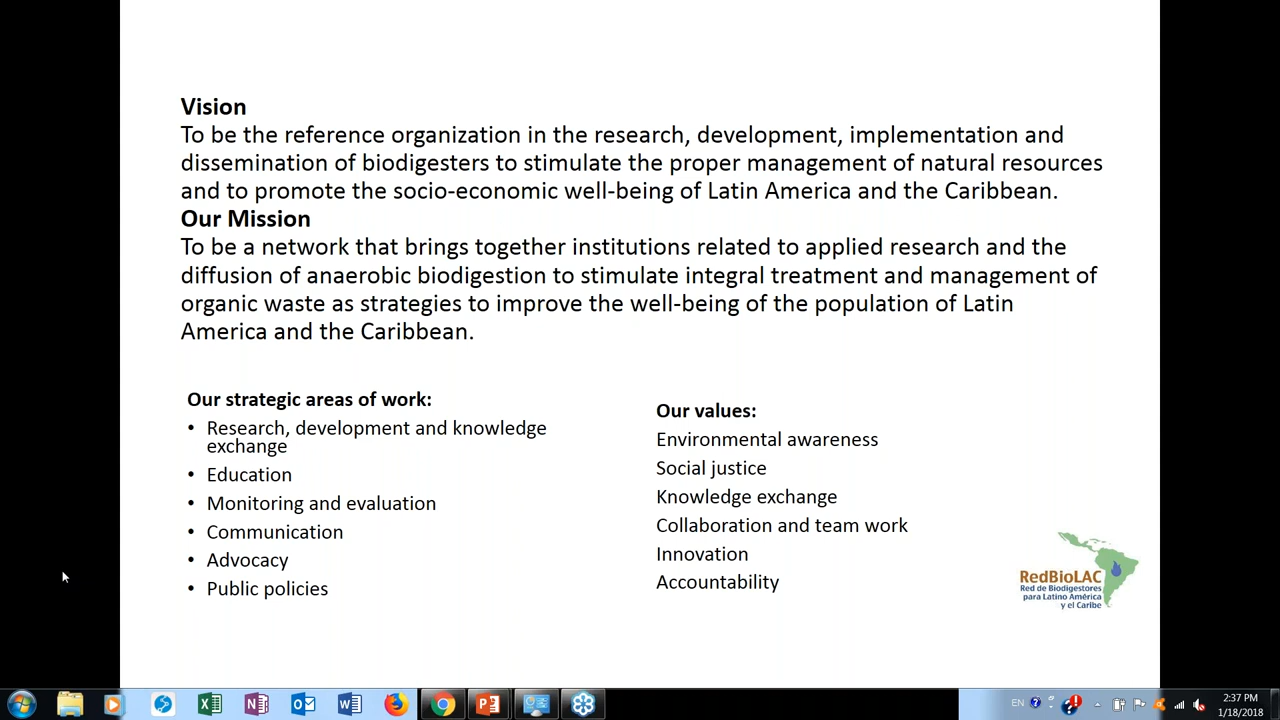 Vision
To be the reference organization in the research, development, implementation and
dissemination of biodigesters to stimulate the proper management of natural resources
and to promote the socio-economic well-being of Latin America and the Caribbean.
Our Mission
To be a network that brings together institutions related to applied research and the
diffusion of anaerobic biodigestion to stimulate integral treatment and management of
organic waste as strategies to improve the well-being of the population of Latin
America and the Caribbean.
Our strategic areas of work:
• Research, development and knowledge
exchange
• Education
• Monitoring and evaluation
• Communication
• Advocacy
• Public policies
Our values:
Environmental awareness
Social justice
Knowledge exchange
Collaboration and team work
Innovation
Accountability
RedBioLAC
Red de Biodigestores
para Latino América
y el Caribe
EN
2:37 PM
1/18/2018